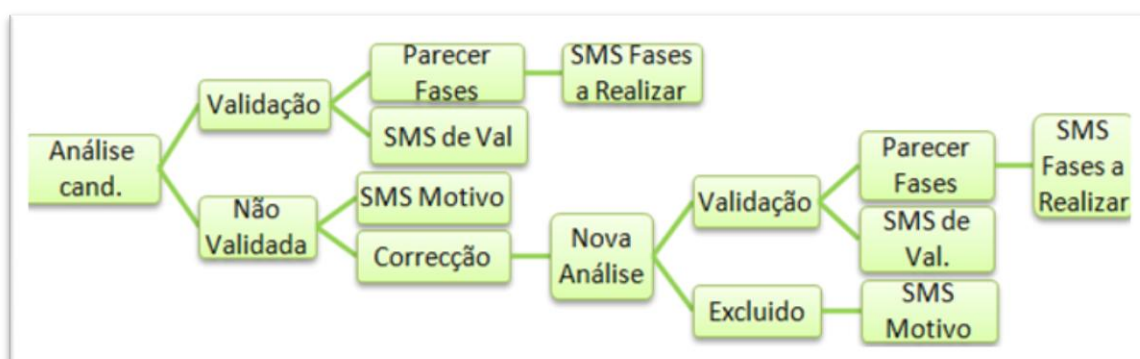 Análise
cand.
Validação
Parecer
Fases
SMS Fases
a Realizar
SMS de Val
Não
Validada
SMS Motivo
Correcção
Nova
Análise
Validação
Parecer
Fases
SMS
Fases a
Realizar
SMS de
Val.
Excluido
SMS
Motivo